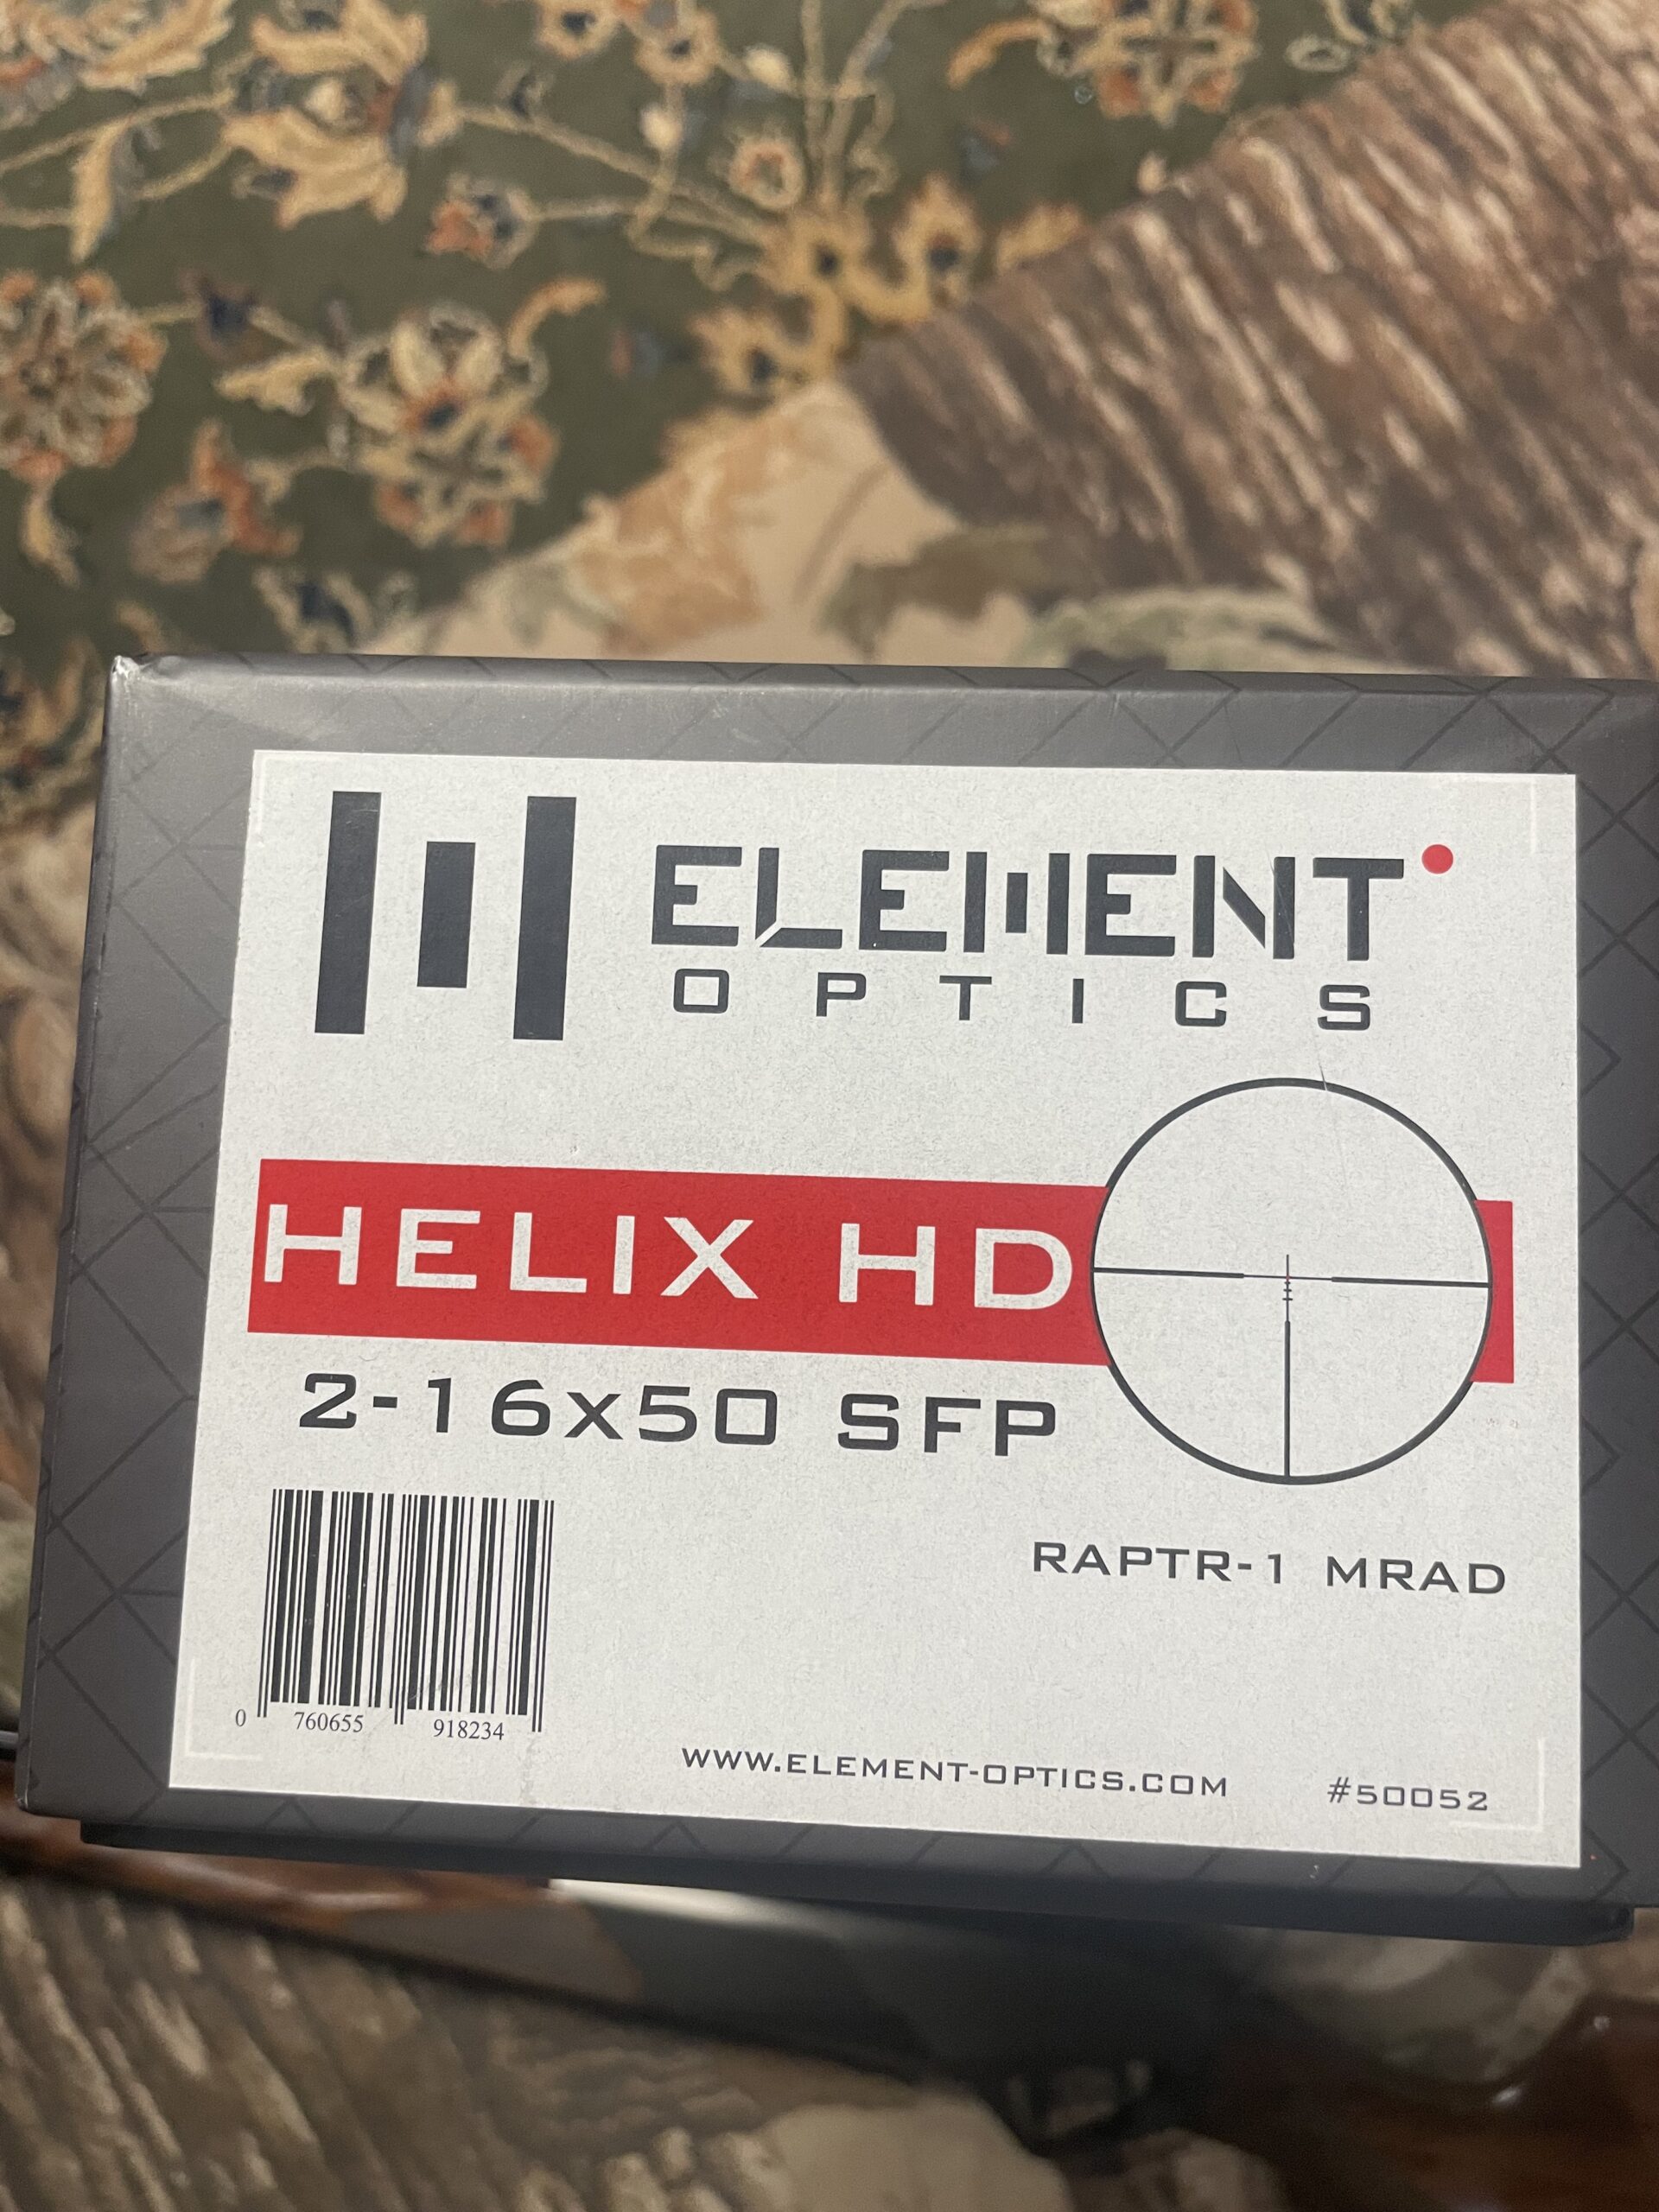 ELEMENT
OPTICS
HELIX HD
2-16x50 SFP
RAPTR-1 MRAD
0 760655 918234
WWW.ELEMENT-OPTICS.COM
#50052